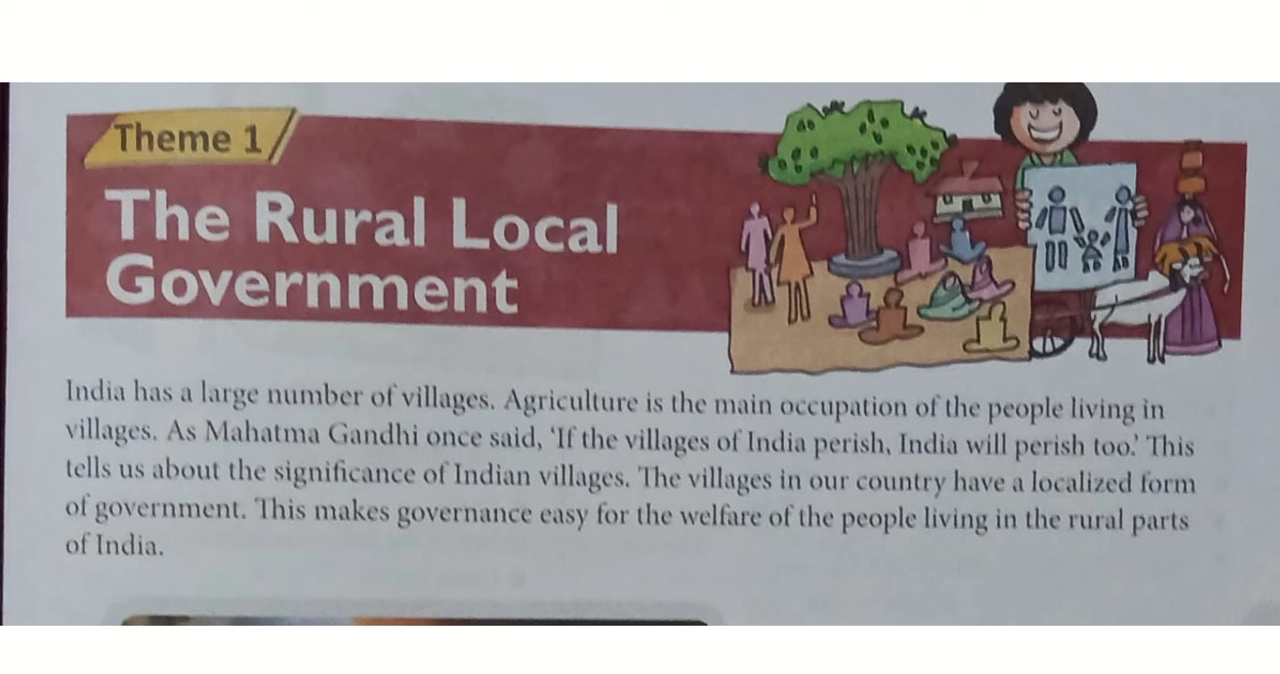 Theme 1
The Rural Local
Government
India has a large number of villages. Agriculture is the main occupation of the people living in
villages. As Mahatma Gandhi once said, ‘If the villages of India perish, India will perish too.’ This
tells us about the significance of Indian villages. The villages in our country have a localized form
of government. This makes governance easy for the welfare of the people living in the rural parts
of India.